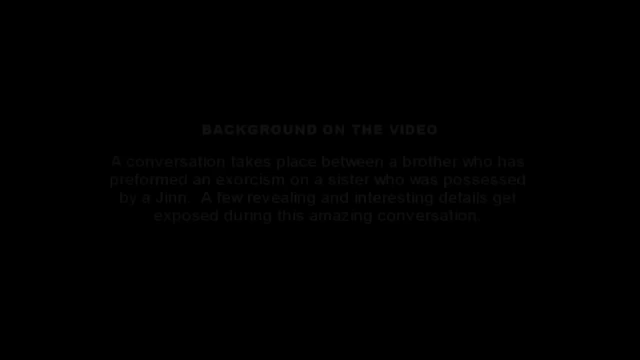 BACKGROUND ON THE VIDEO
A conversation takes place between a brother who has
preformed an exorcism on a sister who was possessed
by a Jinn. A few revealing and interesting details get
exposed during this amazing conversation.